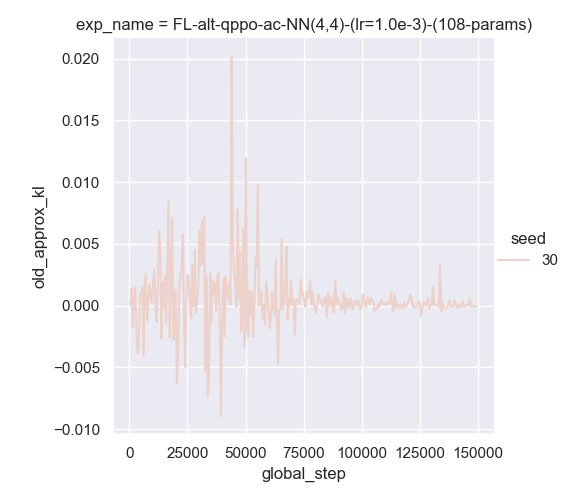 exp_name = FL-alt-qppo-ac-NN(4,4)-(lr=1.0e-3)-(108-params)
0.020
0.015
0.010
0.005
0.000
−0.005
−0.010
old_approx_kl
0 25000 50000 75000 100000 125000 150000
global_step
seed
30